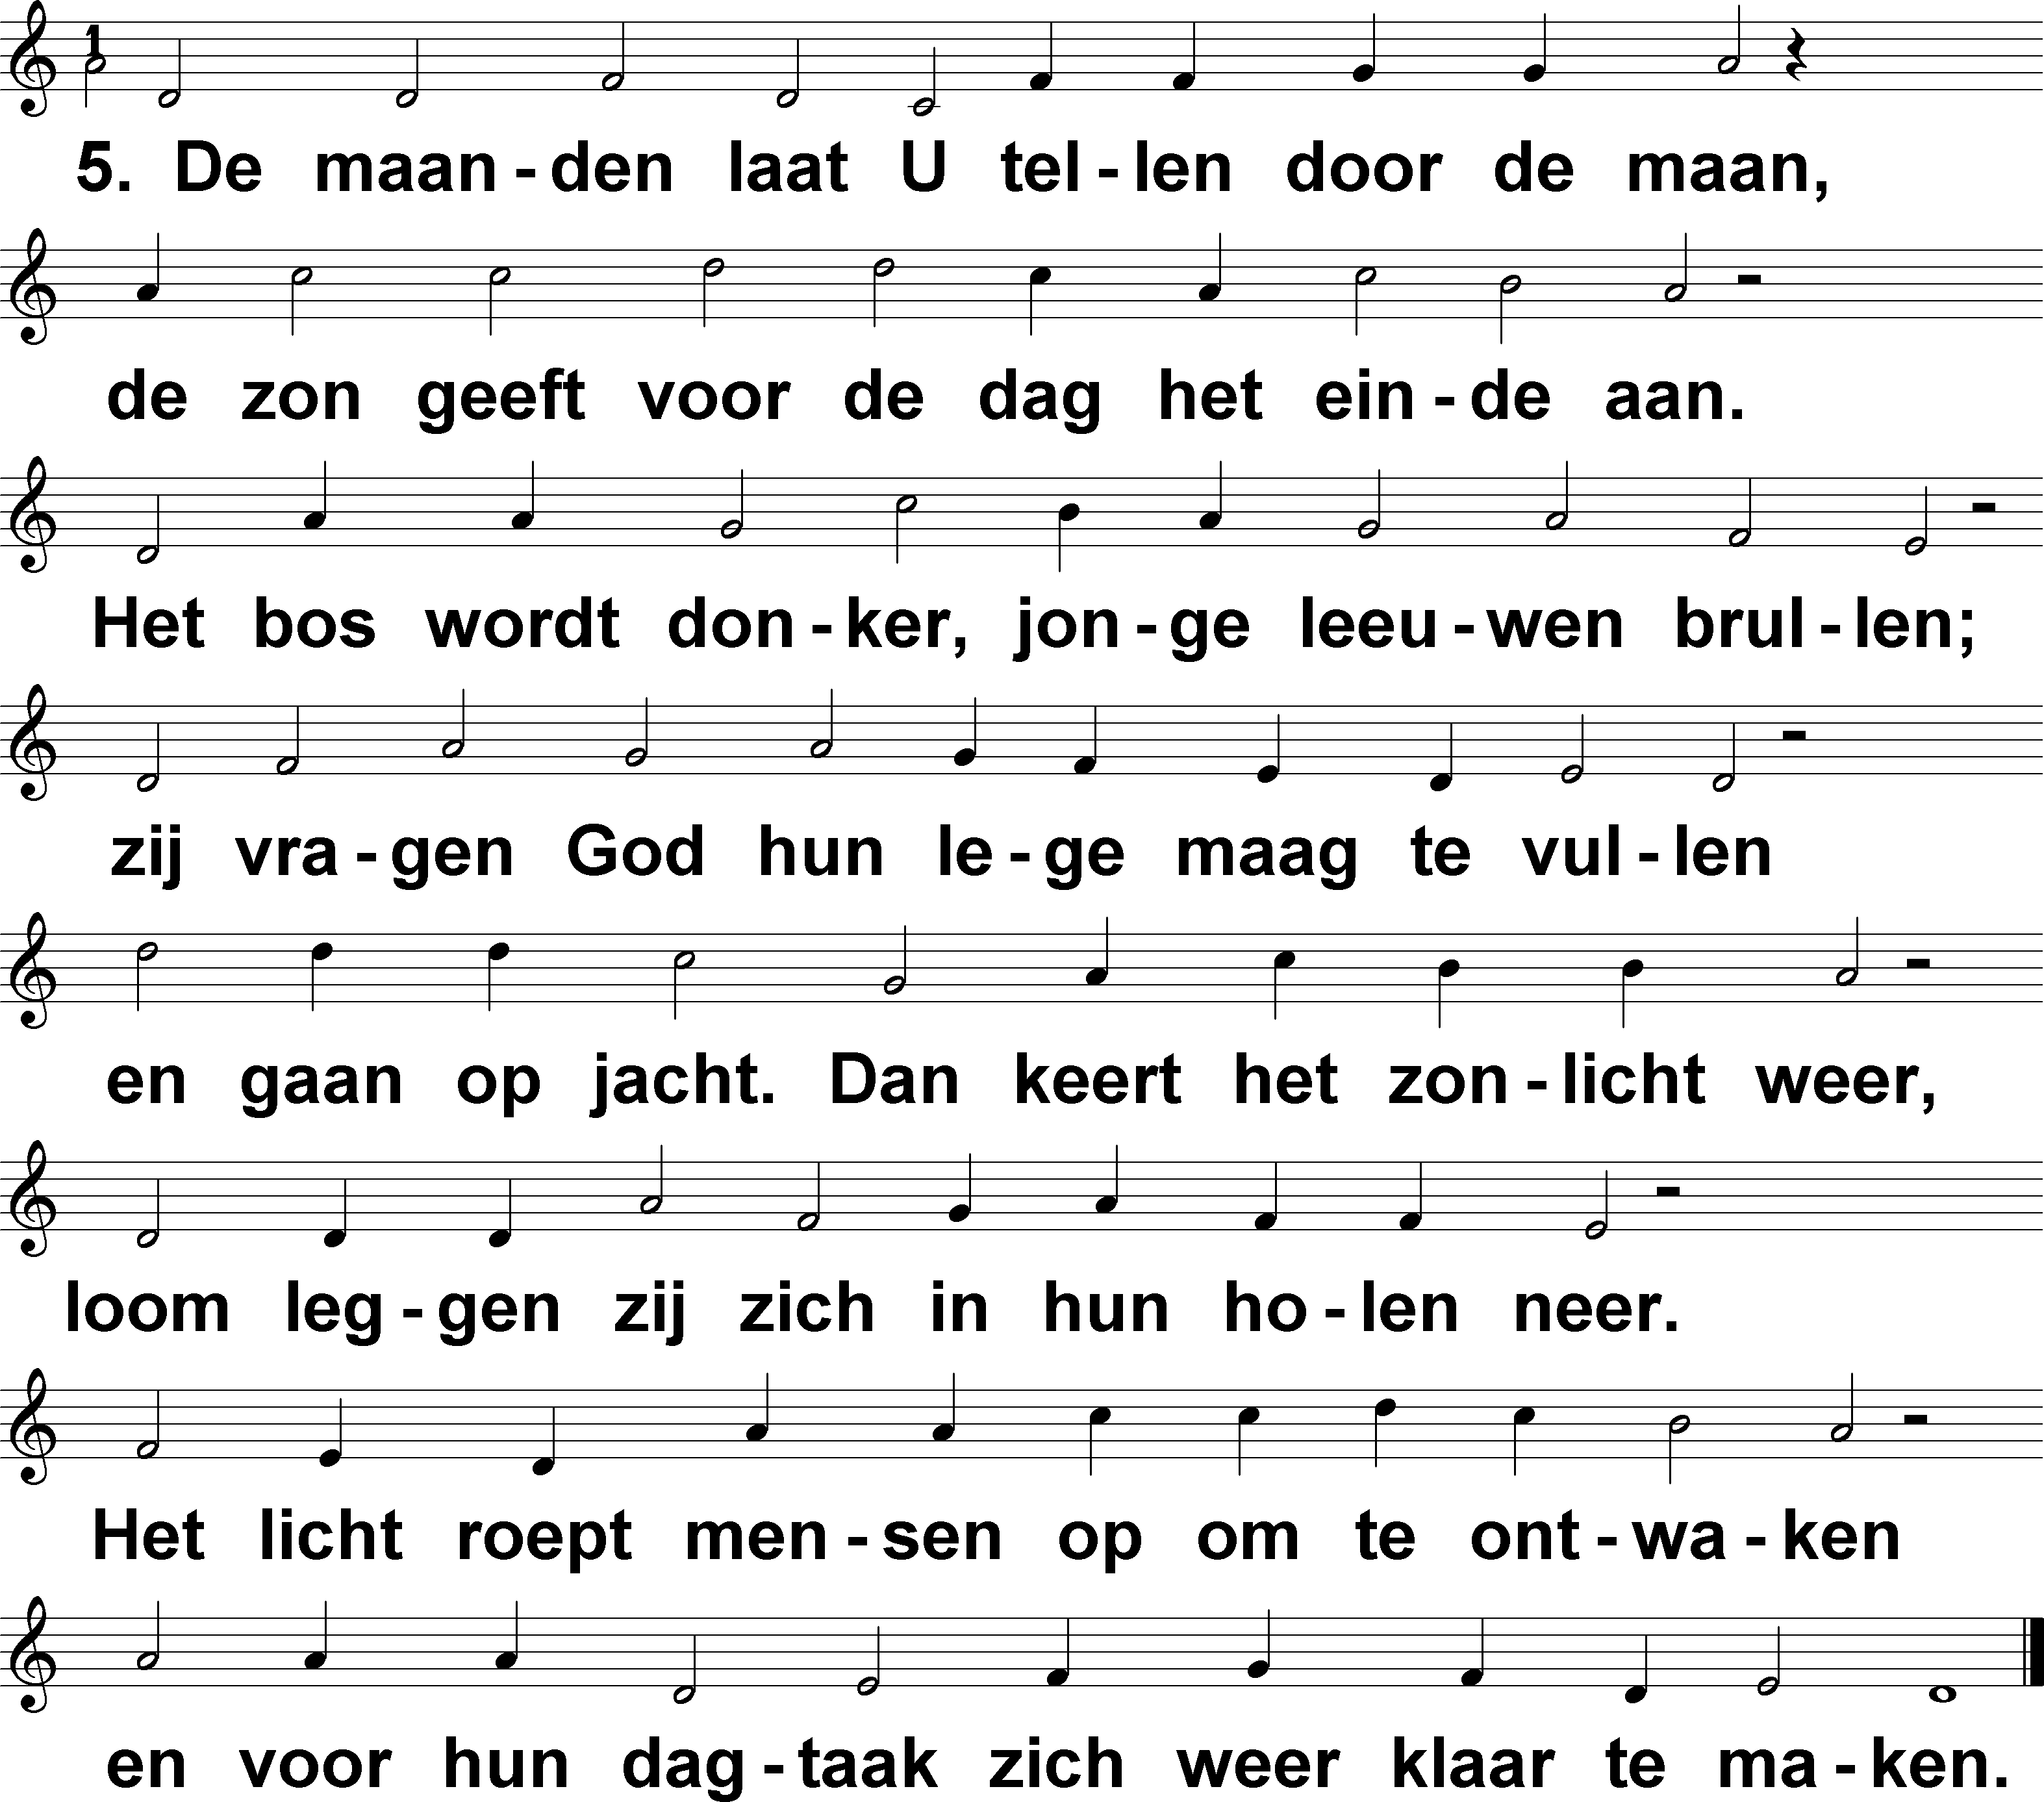 1
5. De maan-den laat U tel-len door de maan,
de zon geeft voor de dag het ein-de aan.
Het bos wordt don-ker, jon-ge leeu-wen brul-len;
zij vra-gen God hun le-ge maag te vul-len
en gaan op jacht. Dan keert het zon-licht weer,
loom leg-gen zij zich in hun ho-len neer.
Het licht roept men-sen op om te ont-wa-ken
en voor hun dag-taak zich weer klaar te ma-ken.